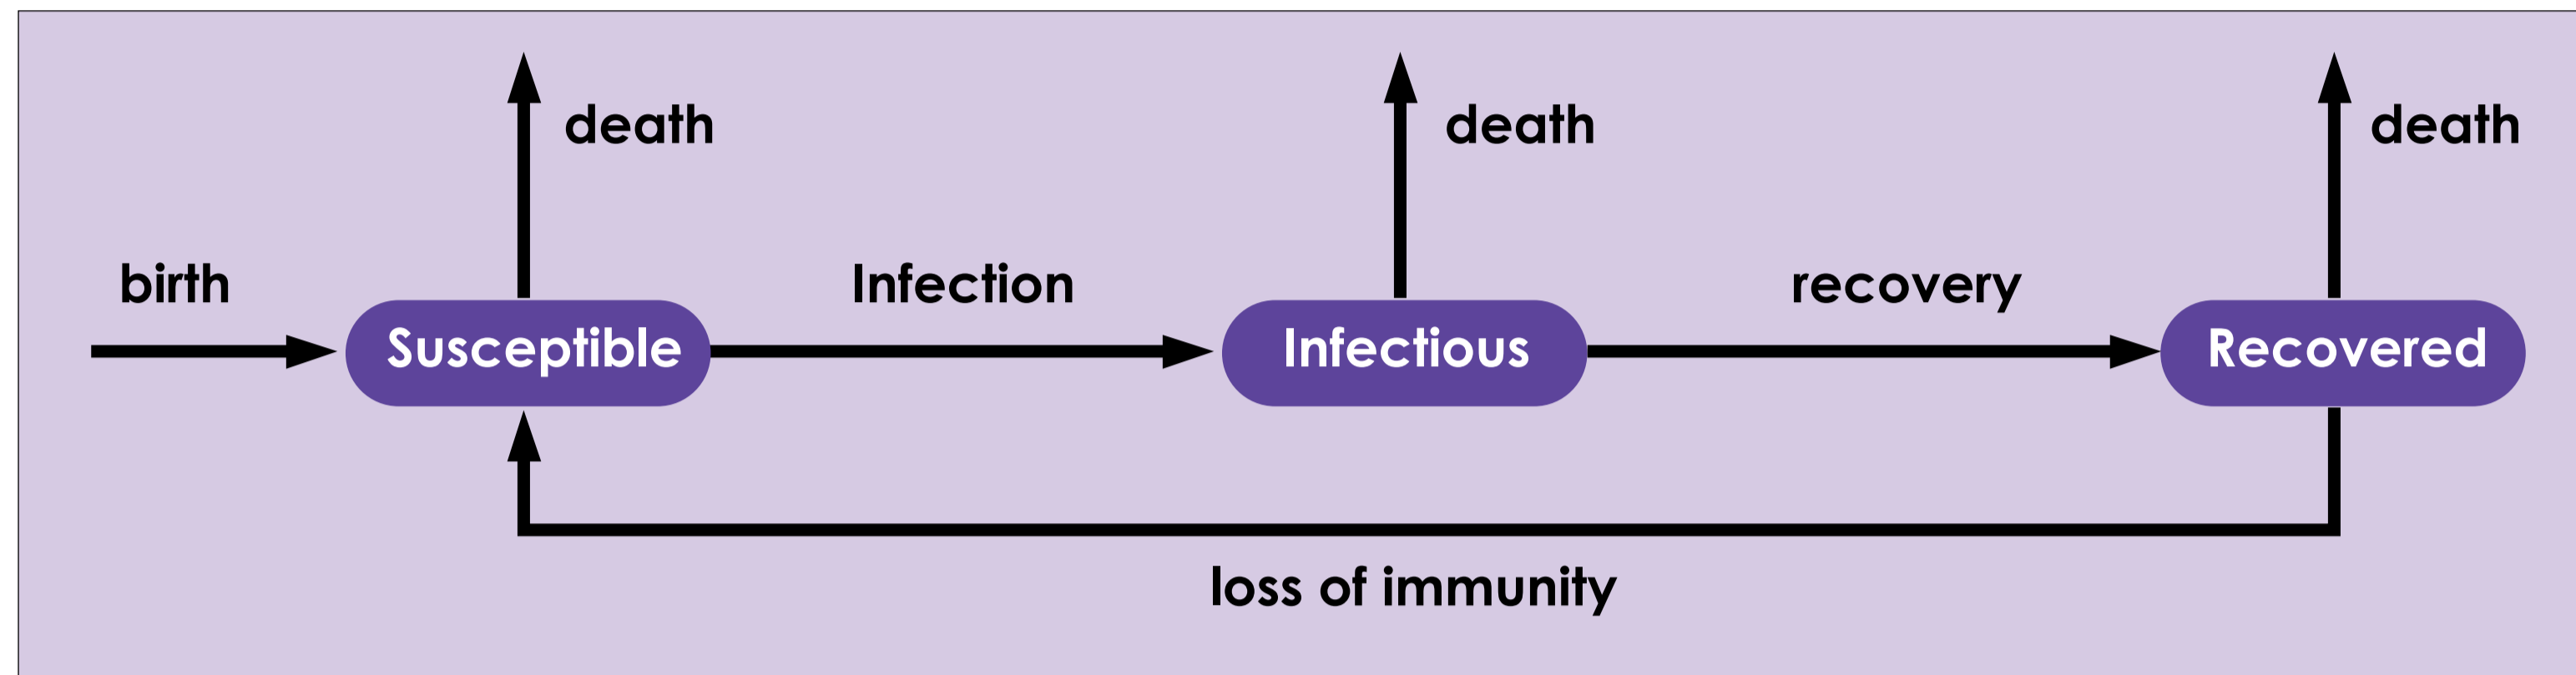 death
death
death
birth
Infection
recovery
Susceptible
Infectious
Recovered
loss of immunity